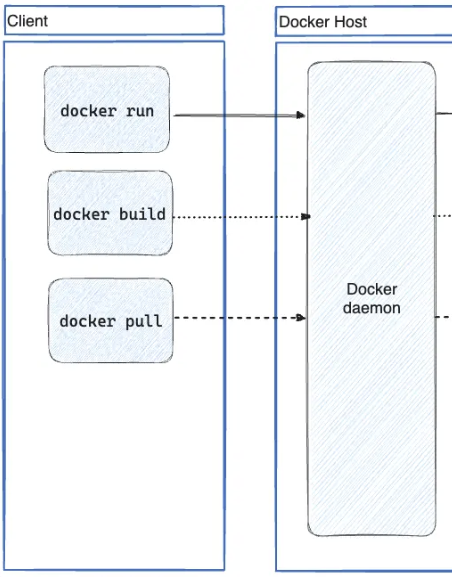 Client
Docker Host
docker run
docker build
docker pull
Docker
daemon